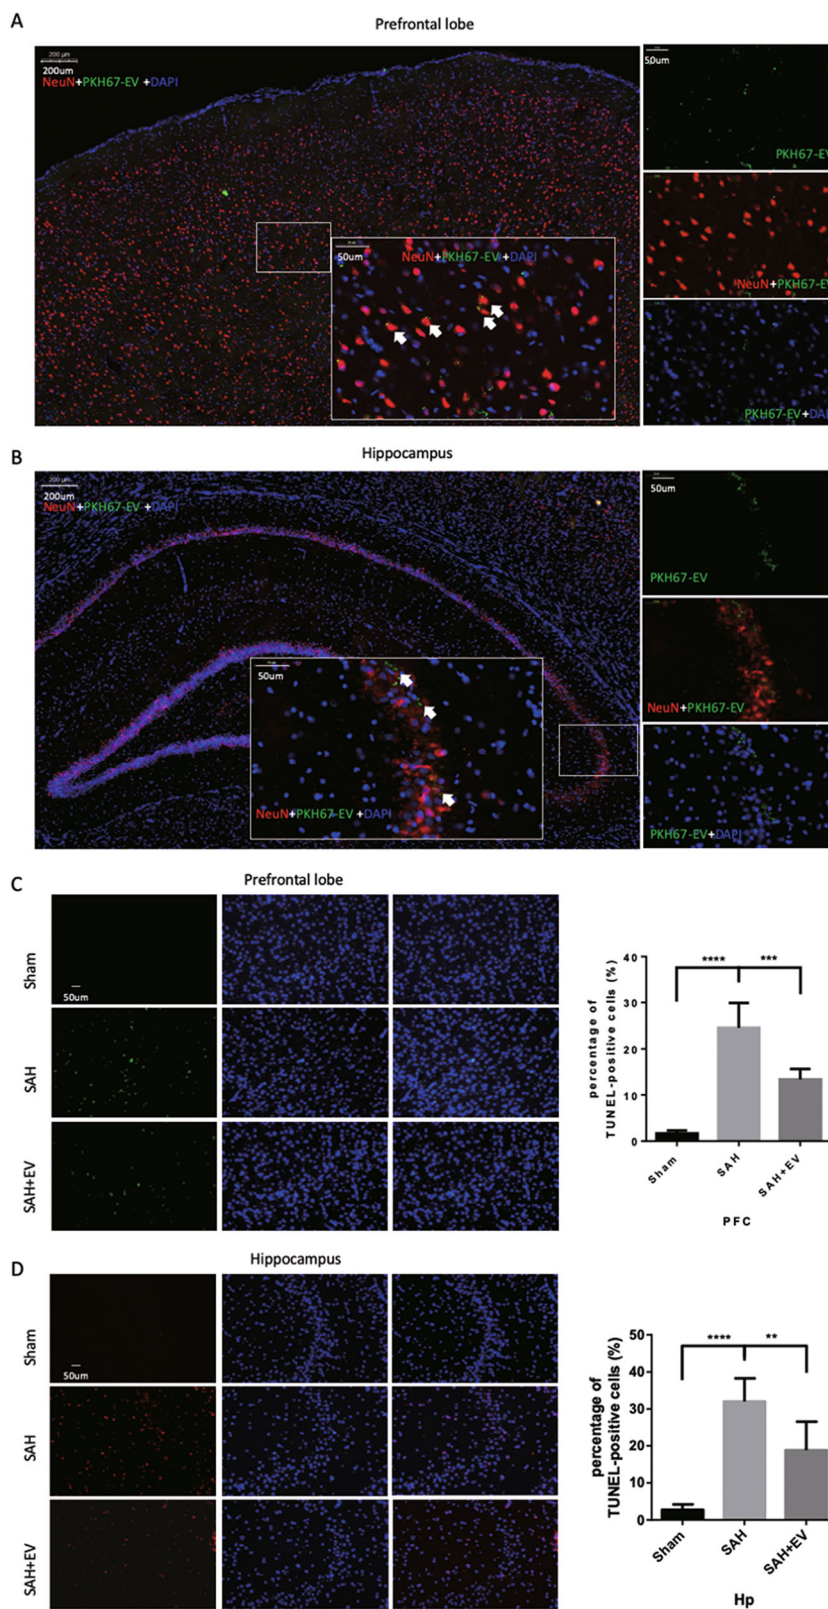 A
Prefrontal lobe
200 μm
200um
NeuN+PKH67-EV +DAPI
50um
NeuN+PKH67-EV +DAPI
50um
PKH67-EV
NeuN+PKH67-EV
PKH67-EV+DAPI
B
Hippocampus
200 μm
200um
NeuN+PKH67-EV +DAPI
50um
NeuN+PKH67-EV +DAPI
50um
PKH67-EV
NeuN+PKH67-EV
PKH67-EV+DAPI
C
Prefrontal lobe
Sham
50um
SAH
SAH+EV
percentage of
TUNEL-positive cells (%)
40
30
20
10
0
****
***
Sham
SAH
SAH+EV
PFC
D
Hippocampus
Sham
50um
SAH
SAH+EV
percentage of
TUNEL-positive cells (%)
50
40
30
20
10
0
****
**
Sham
SAH
SAH+EV
Hp